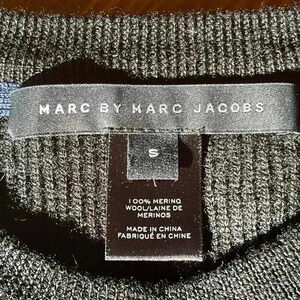 MARC BY MARC JACOBS
S
100% MERINO
WOOL/LAINE DE
MERINOS
MADE IN CHINA
FABRIQUÉ EN CHINE